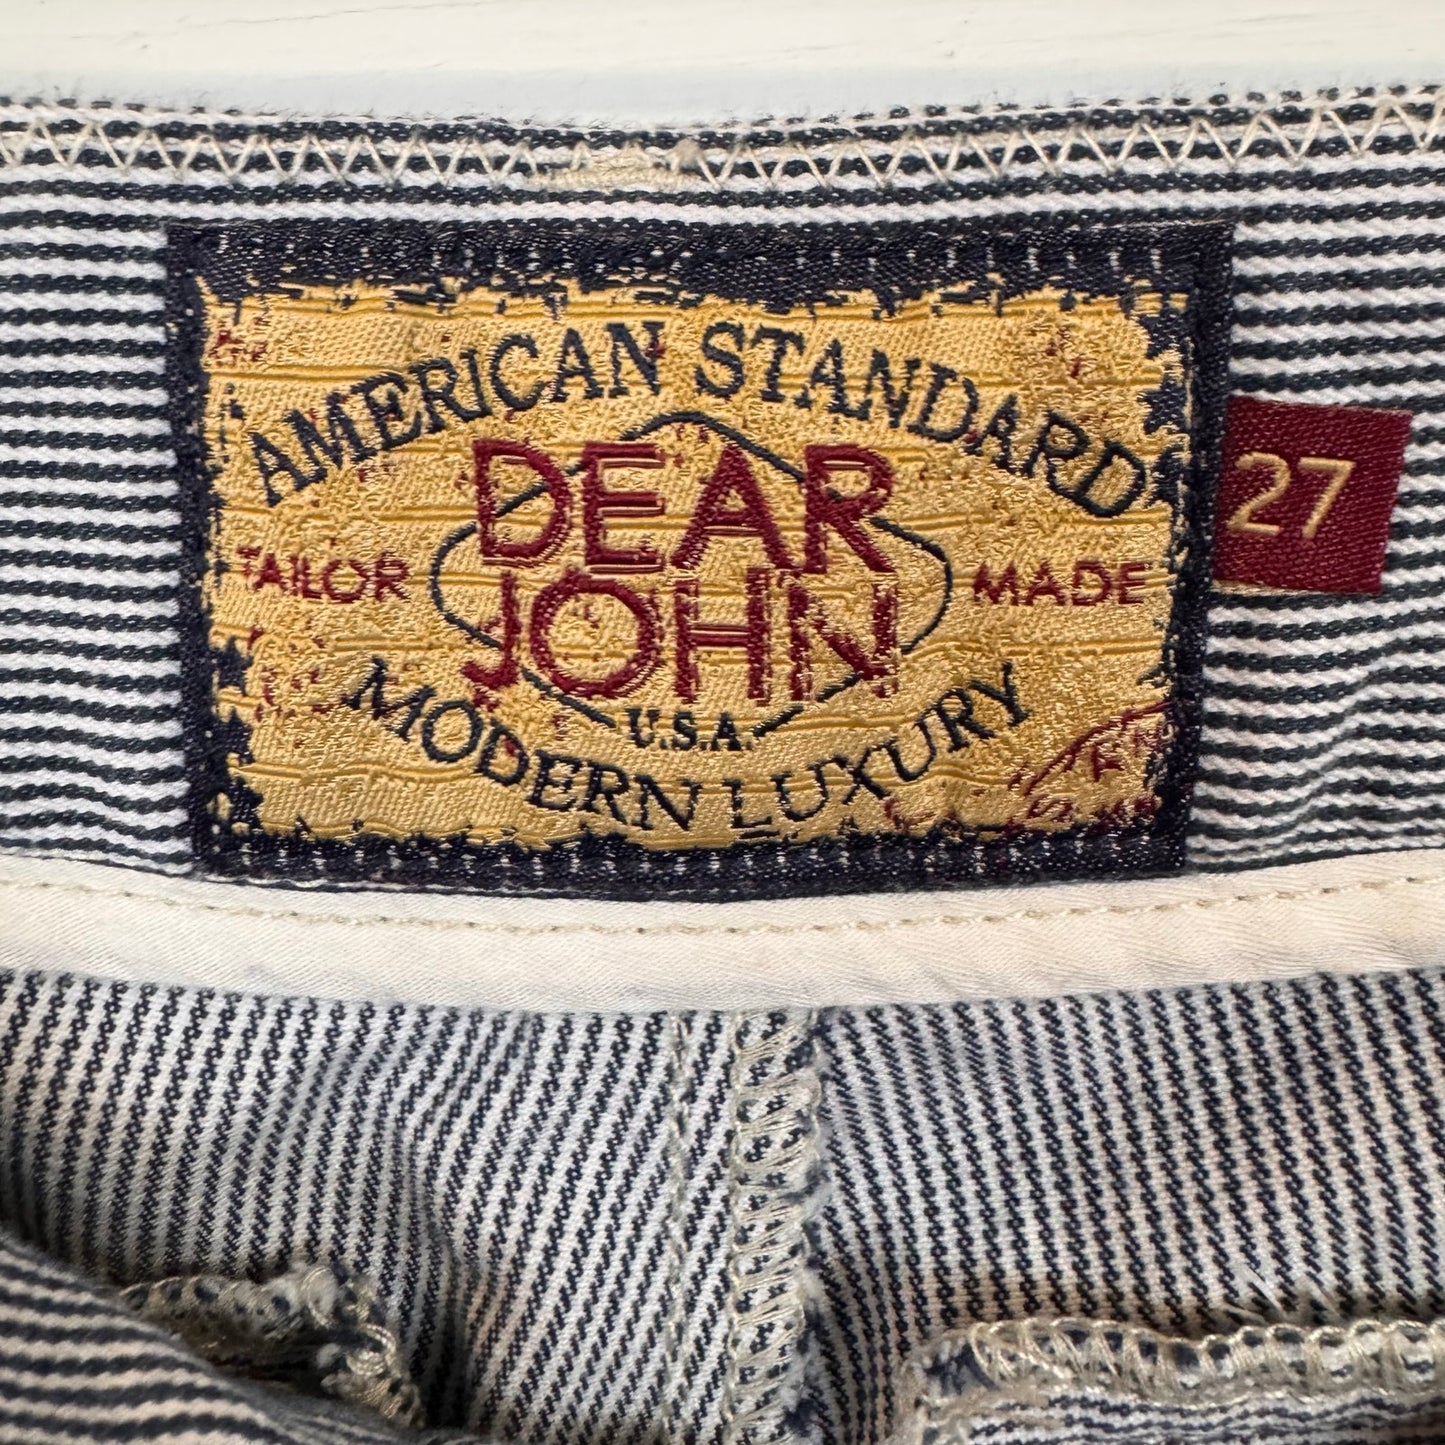 AMERICAN STANDARD
DEAR
TAILOR JOHN MADE
U.S.A.
MODERN LUXURY
27